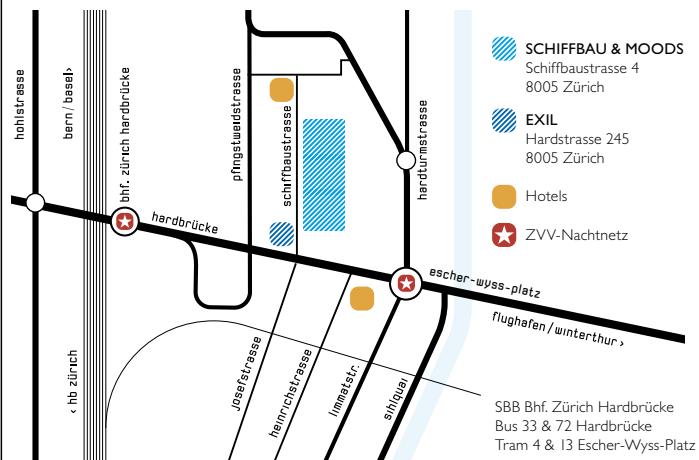 hohlstrasse
bern/basel›
bhf. zürich hardbrücke
pfingstweidstrasse
schiffbaustrasse
hardturmstrasse
hardbrücke
escher-wyss-platz
flughafen/winterthur ›
‹ hb zürich
josefstrasse
heinrichstrasse
limmatstr.
sihlquai
SCHIFFBAU & MOODS
Schiffbaustrasse 4
8005 Zürich
EXIL
Hardstrasse 245
8005 Zürich
Hotels
ZVV-Nachtnetz
SBB Bhf. Zürich Hardbrücke
Bus 33 & 72 Hardbrücke
Tram 4 & 13 Escher-Wyss-Platz